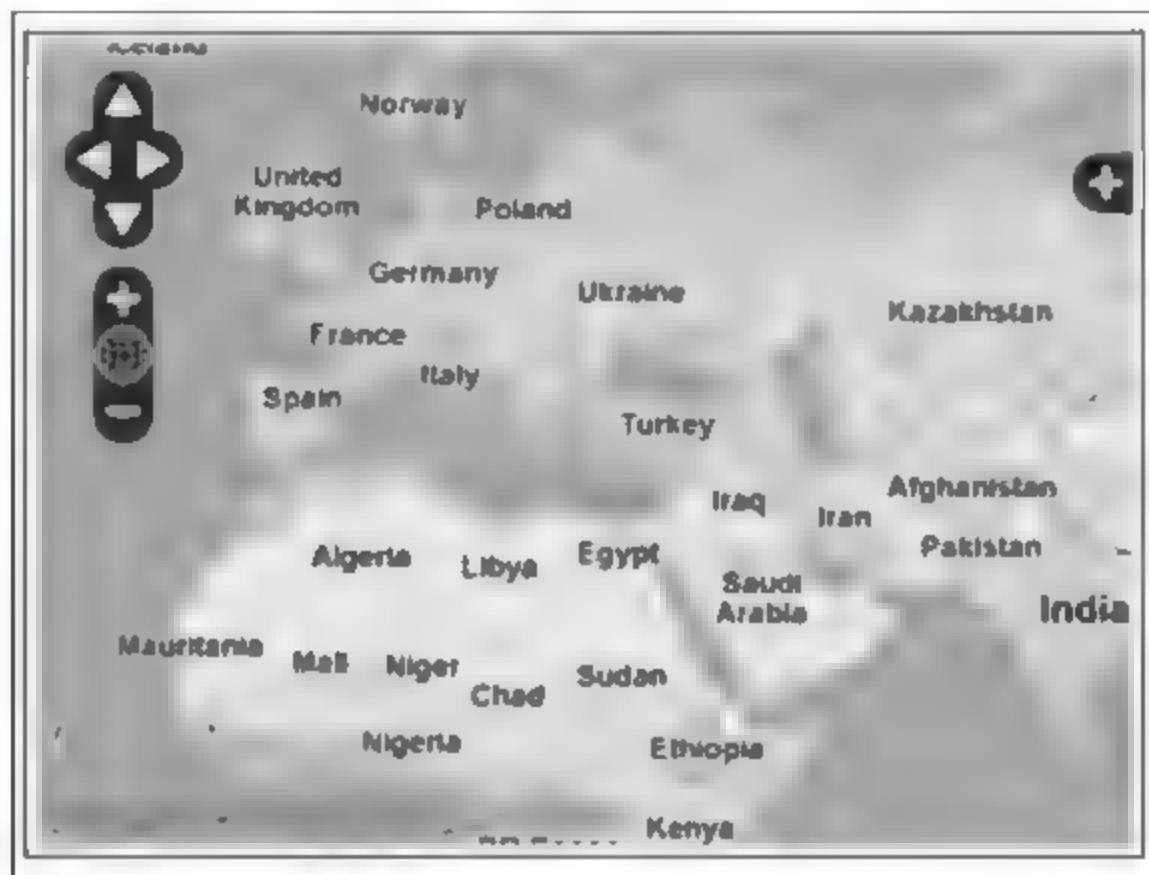 Norway
United
Kingdom
Poland
Germany
Ukraine
Kazakhstan
France
Italy
Spain
Turkey
Afghanistan
Iraq
Iran
Pakistan
Algeria
Libya
Egypt
Saudi
Arabia
India
Mauritania
Mali
Niger
Chad
Sudan
Nigeria
Ethiopia
Kenya